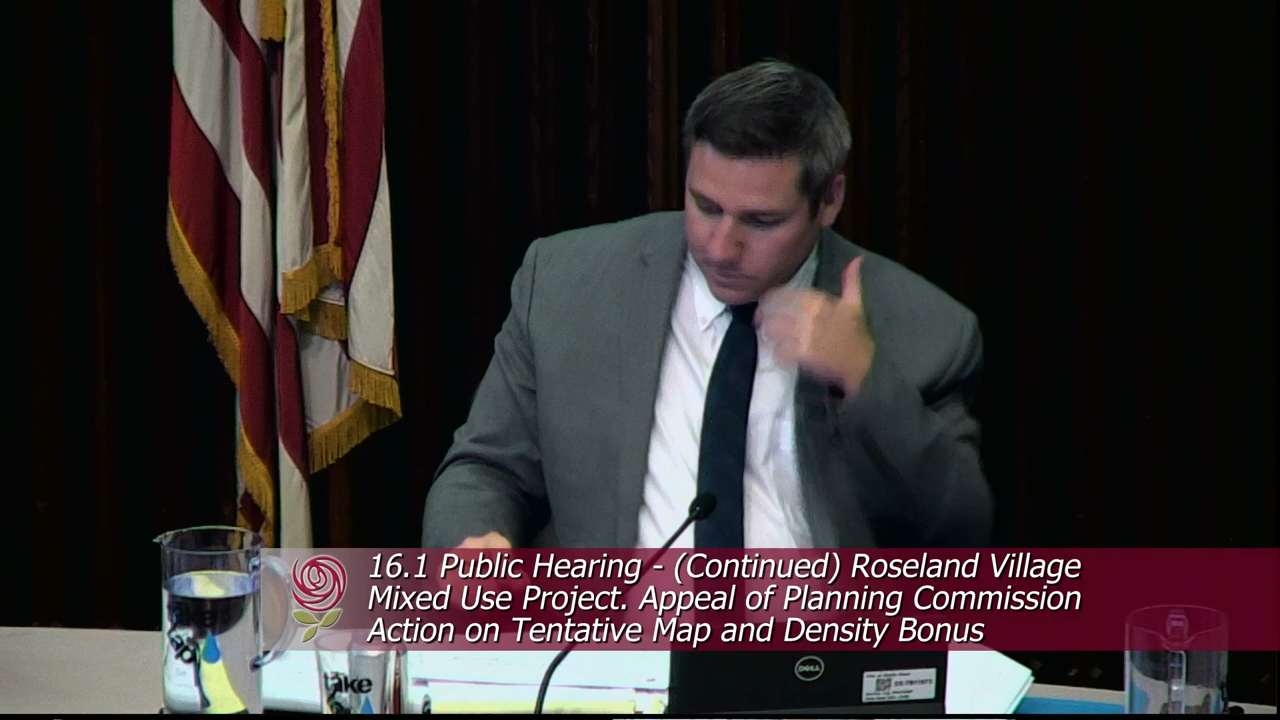 16.1 Public Hearing - (Continued) Roseland Village
Mixed Use Project. Appeal of Planning Commission
Action on Tentative Map and Density Bonus
take
DELL